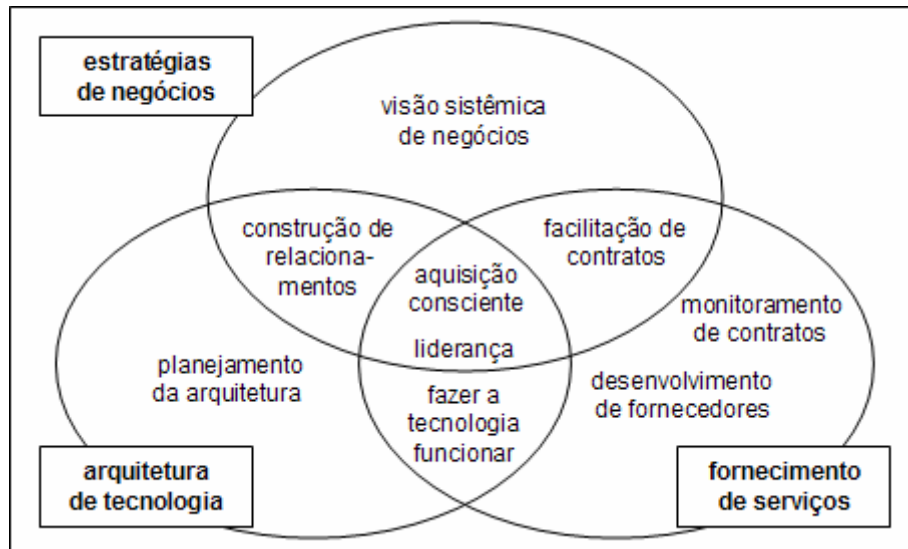 estratégias
de negócios
visão sistêmica
de negócios
construção de
relaciona-
mentos
facilitação de
contratos
aquisição
consciente
liderança
monitoramento
de contratos
planejamento
da arquitetura
desenvolvimento
de fornecedores
fazer a
tecnologia
funcionar
arquitetura
de tecnologia
fornecimento
de serviços